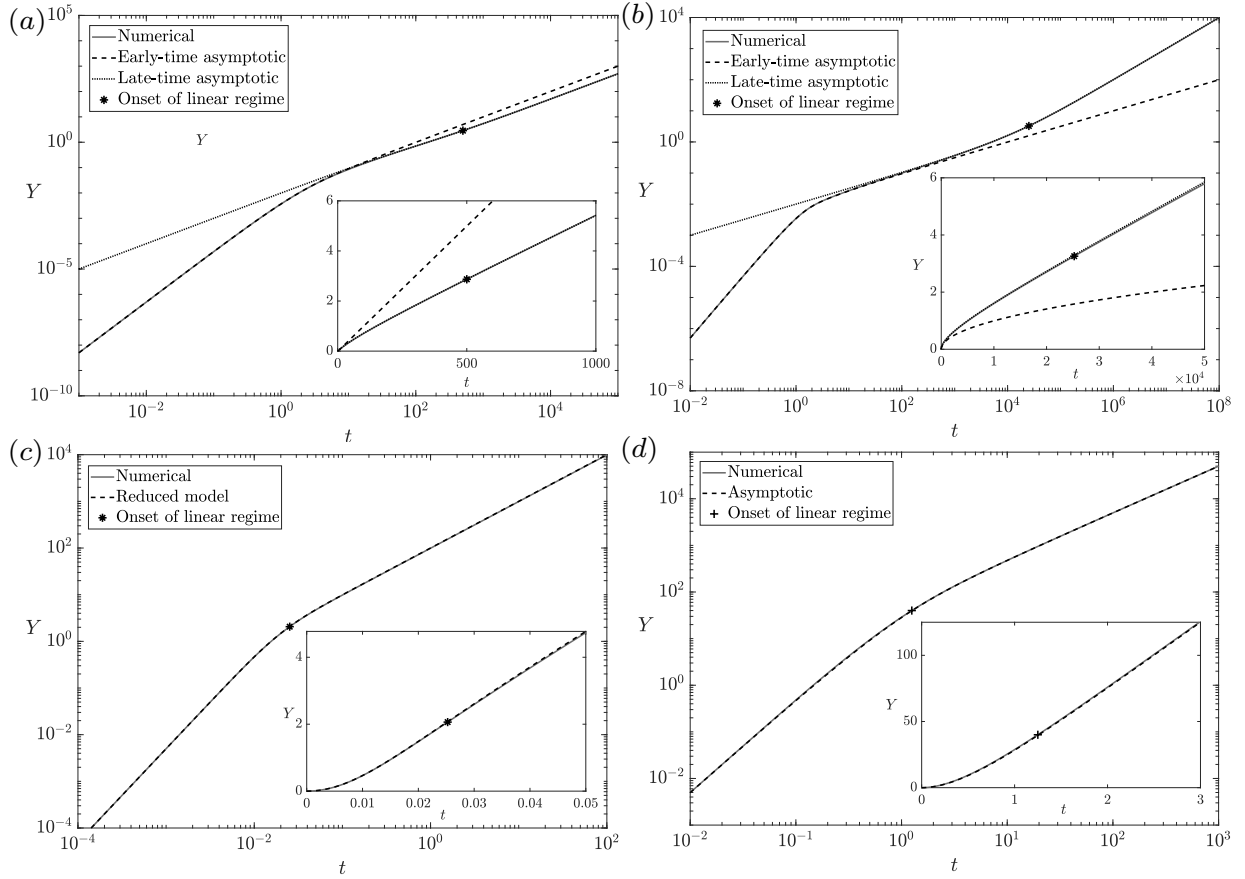 (a)
10^5
Numerical
Early-time asymptotic
Late-time asymptotic
Onset of linear regime
Y
10^0
Y
10^-5
10^-10
6
4
Y
2
0
0 500 1000
t
10^-2 10^0 10^2 10^4
t
(b)
10^4
Numerical
Early-time asymptotic
Late-time asymptotic
Onset of linear regime
10^0
Y
10^-4
10^-8
6
4
Y
2
0
0 1 2 3 4 5
t ×10^4
10^-2 10^0 10^2 10^4 10^6 10^8
t
(c)
10^4
Numerical
Reduced model
Onset of linear regime
10^2
Y
10^0
10^-2
10^-4
4
Y
2
0
0 0.01 0.02 0.03 0.04 0.05
t
10^-4 10^-2 10^0 10^2
t
(d)
Numerical
Asymptotic
Onset of linear regime
10^4
10^2
Y
10^0
10^-2
100
Y
50
0
0 1 2 3
t
10^-2 10^-1 10^0 10^1 10^2 10^3
t